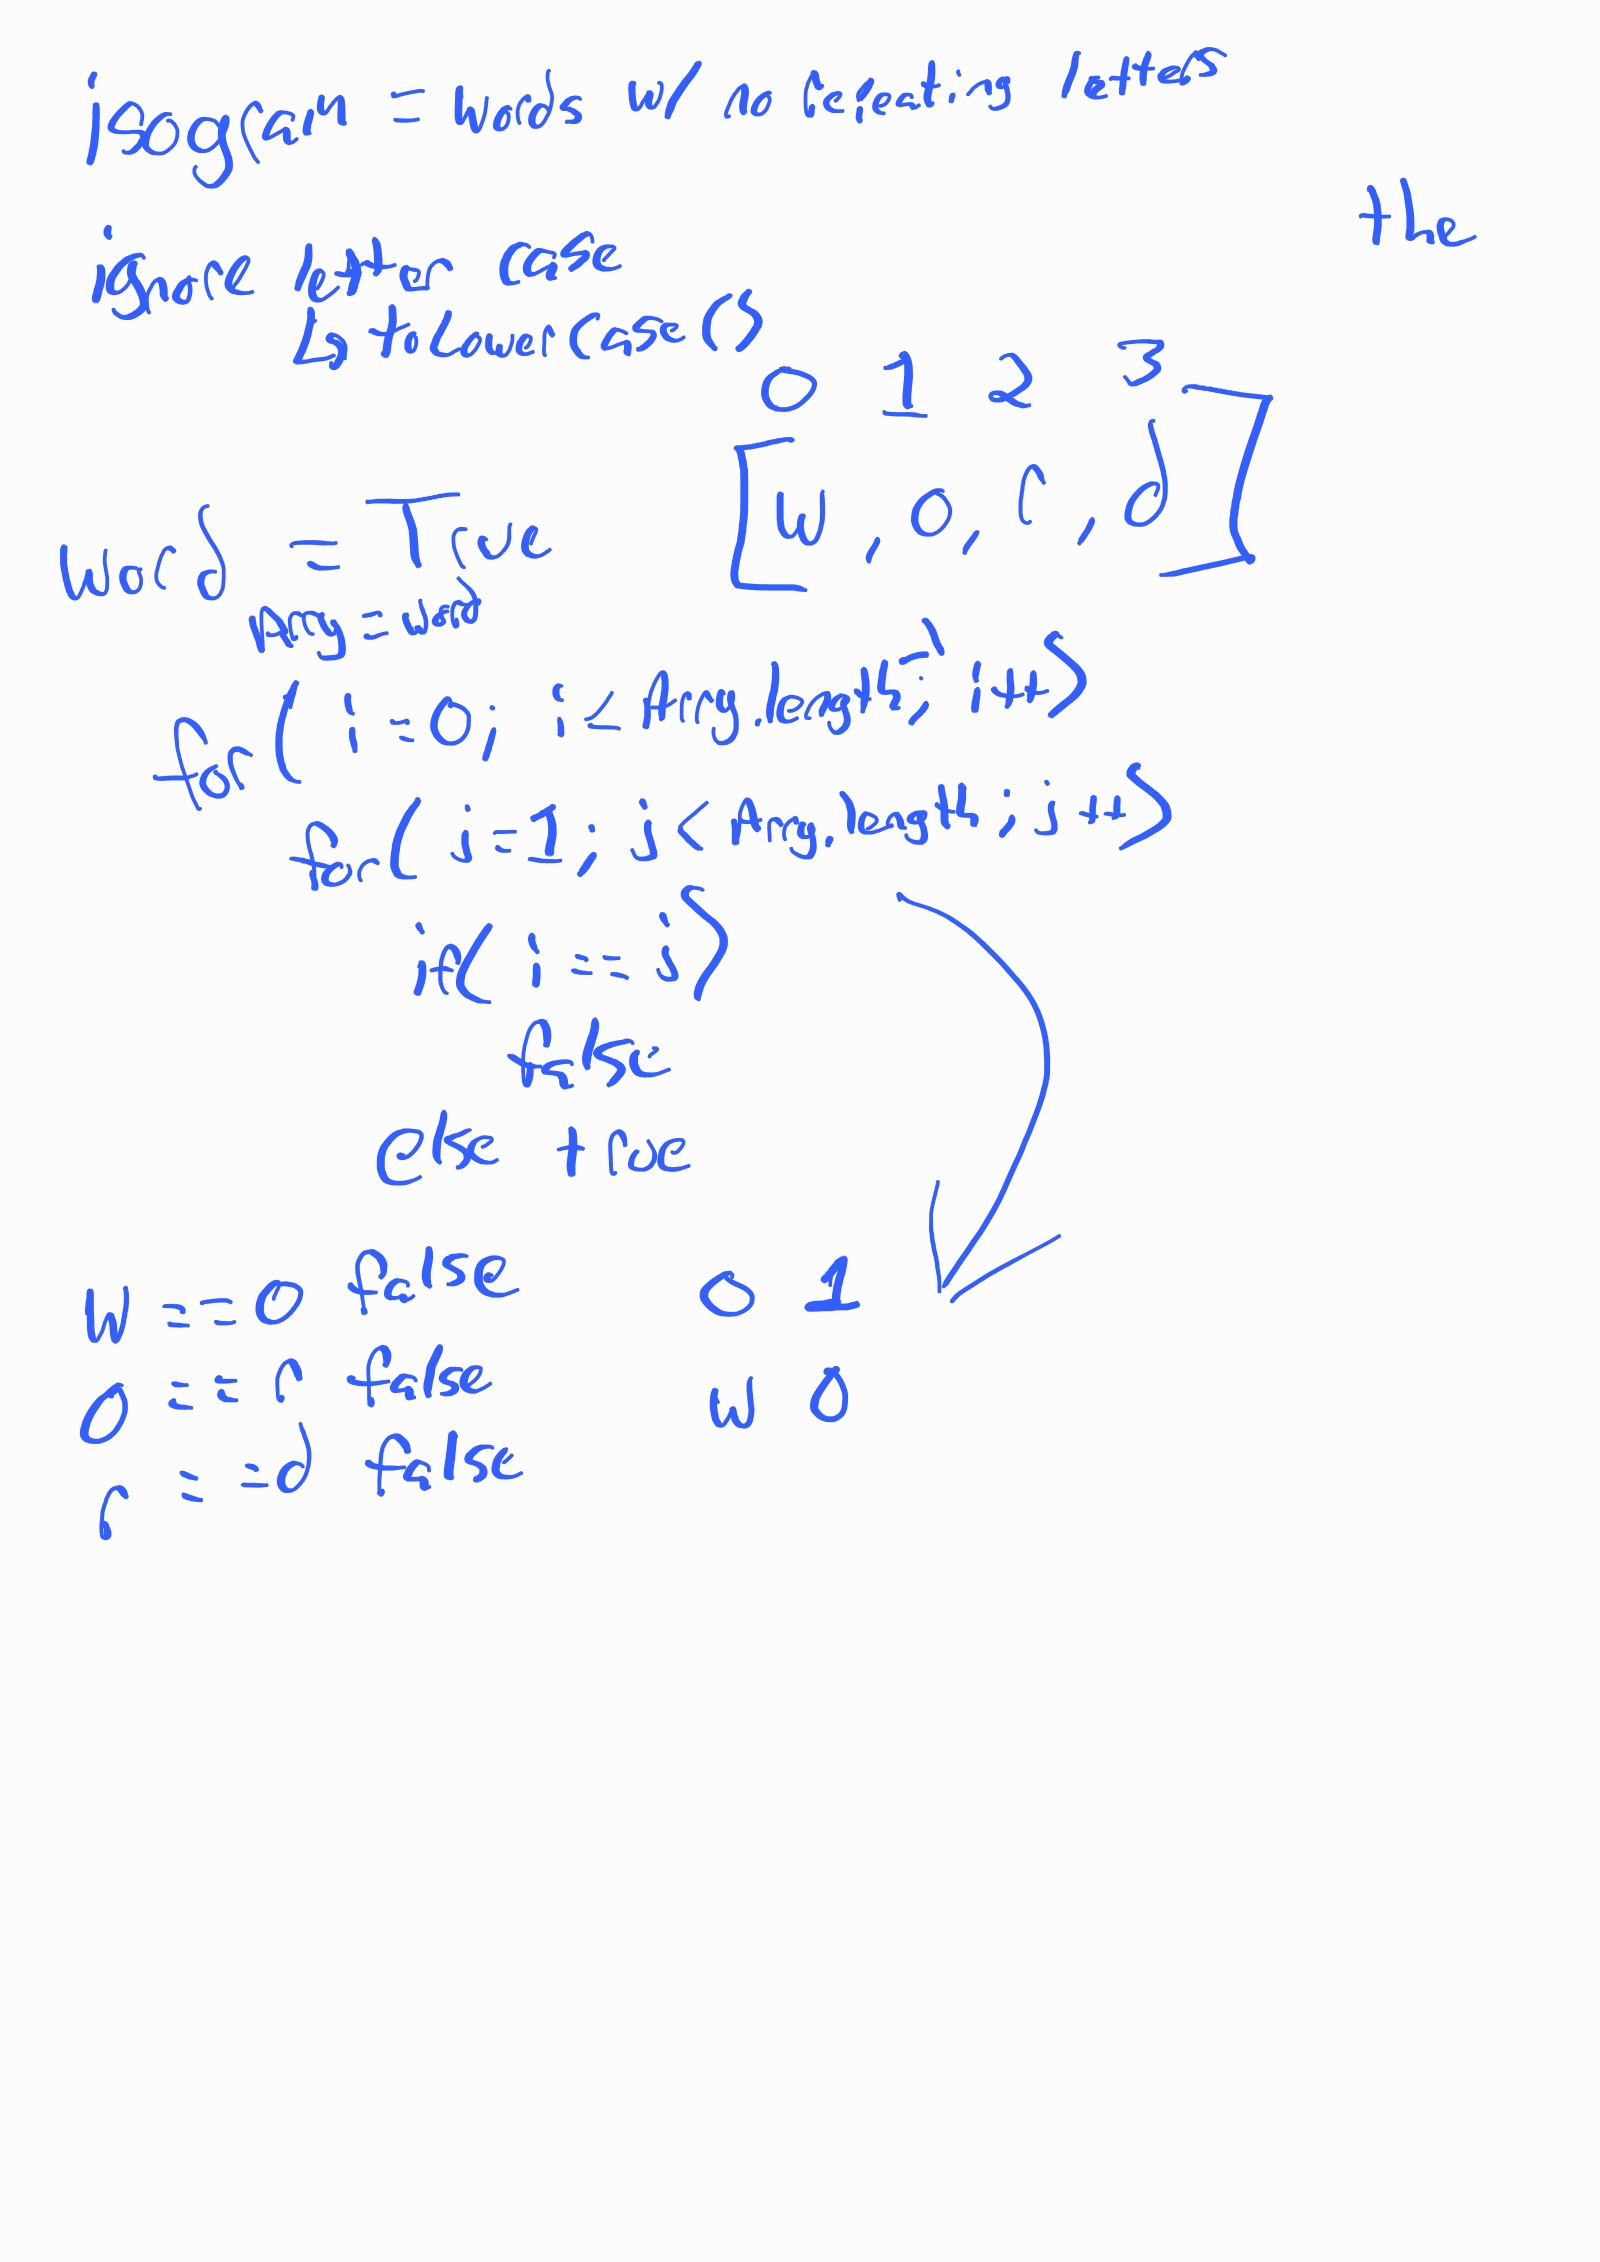 isogram = words w/ no repeating letters
the
ignore letter case
↳ toLowerCase()
0 1 2 3
[w, o, r, d]
word = True
Arry = word
for( i=0; i≤ Arry.length-1; i++)
for( j=1; j< Arry.length; j++)
if( i == j)
false
else true
w == o false
o == r false
r == d false
0 1
w o